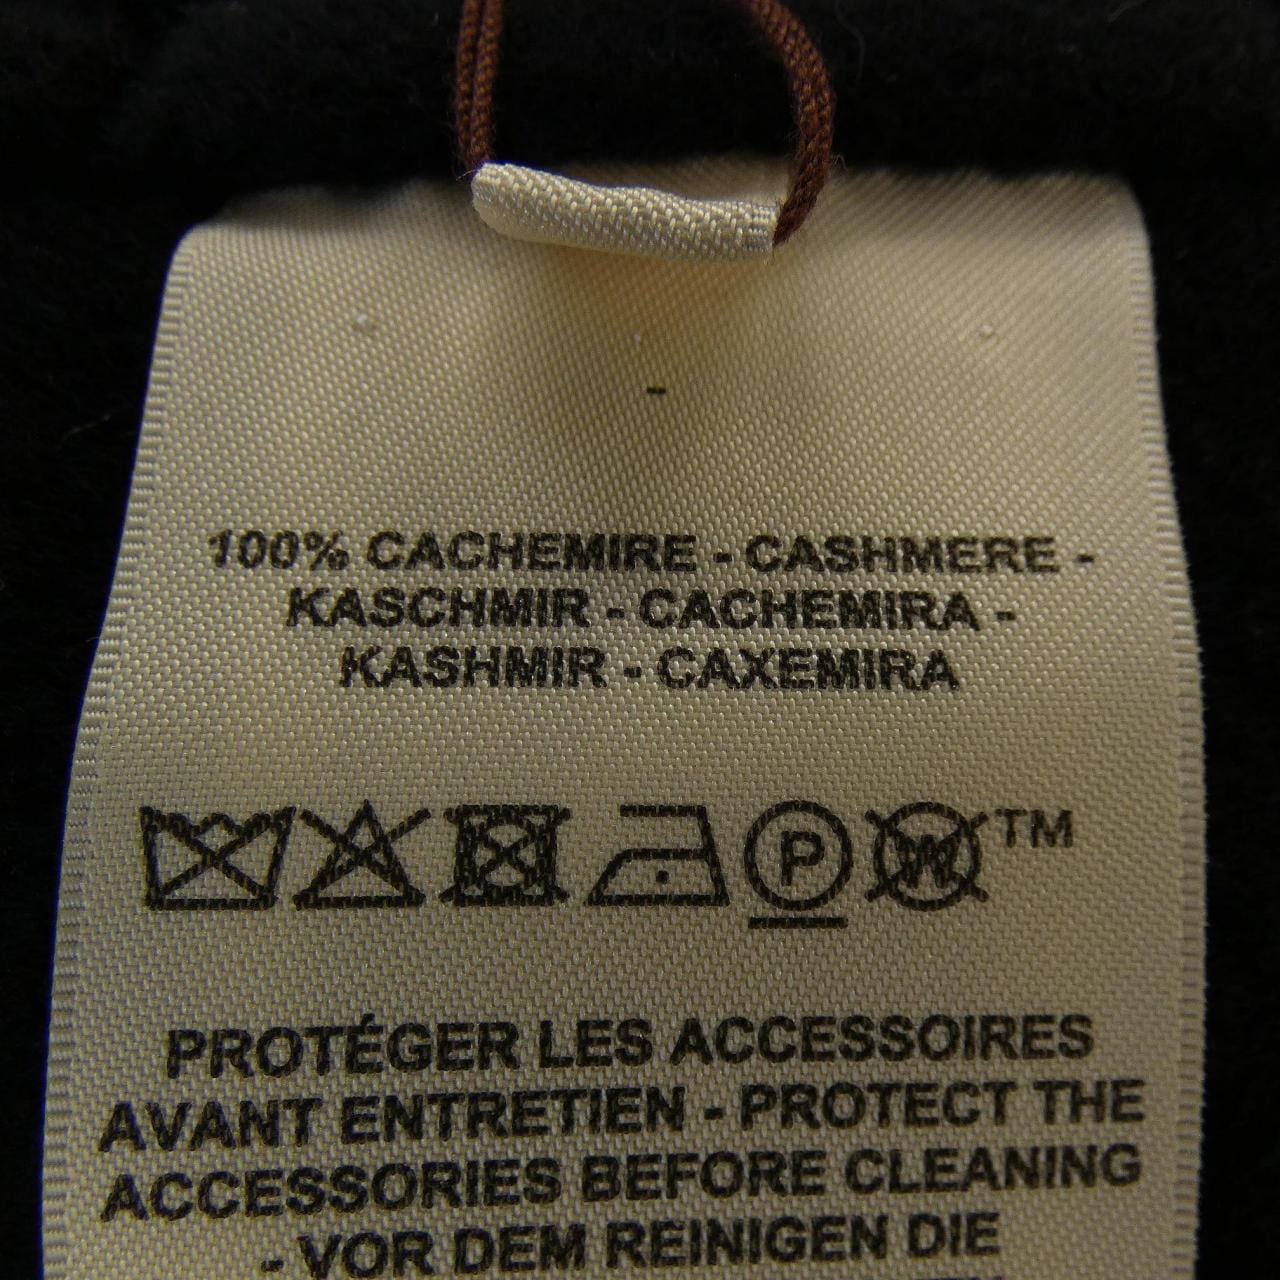 100% CACHEMIRE - CASHMERE -
KASCHMIR - CACHEMIRA -
KASHMIR - CAXEMIRA
P W TM
PROTÉGER LES ACCESSOIRES
AVANT ENTRETIEN - PROTECT THE
ACCESSORIES BEFORE CLEANING
- VOR DEM REINIGEN DIE